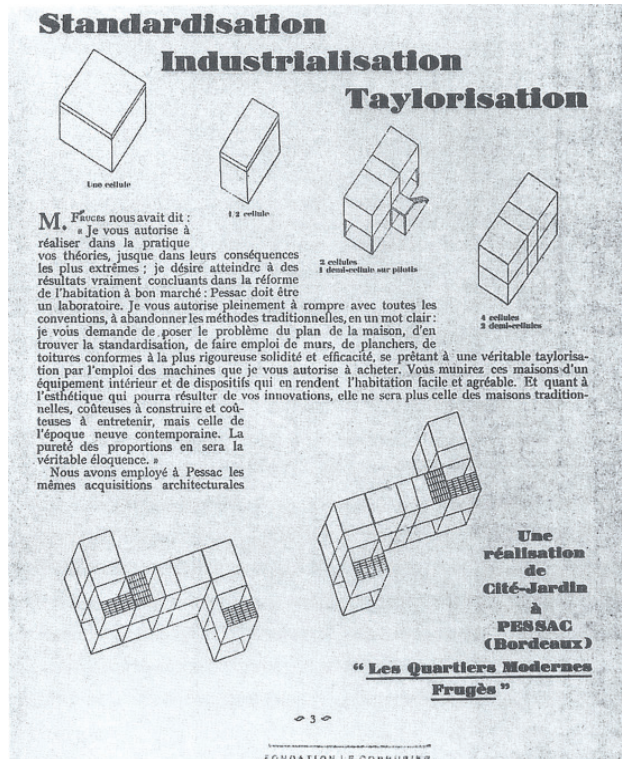 Standardisation
Industrialisation
Taylorisation
Une cellule
1/2 cellule
2 cellules
1 demi-cellule sur pilotis
4 cellules
2 demi-cellules
M. FRUGÈS nous avait dit :
« Je vous autorise à
réaliser dans la pratique
vos théories, jusque dans leurs conséquences
les plus extrêmes ; je désire atteindre à des
résultats vraiment concluants dans la réforme
de l'habitation à bon marché : Pessac doit être
un laboratoire. Je vous autorise pleinement à rompre avec toutes les
conventions, à abandonner les méthodes traditionnelles, en un mot clair :
je vous demande de poser le problème du plan de la maison, d'en
trouver la standardisation, de faire emploi de murs, de planchers, de
toitures conformes à la plus rigoureuse solidité et efficacité, se prêtant à une véritable taylorisa-
tion par l'emploi des machines que je vous autorise à acheter. Vous munirez ces maisons d'un
équipement intérieur et de dispositifs qui en rendent l'habitation facile et agréable. Et quant à
l'esthétique qui pourra résulter de vos innovations, elle ne sera plus celle des maisons tradition-
nelles, coûteuses à construire et coû-
teuses à entretenir, mais celle de
l'époque neuve contemporaine. La
pureté des proportions en sera la
véritable éloquence. »
Nous avons employé à Pessac les
mêmes acquisitions architecturales
Une
réalisation
de
Cité-Jardin
à
PESSAC
(Bordeaux)
“ Les Quartiers Modernes
Frugès ”
3
FONDATION LE CORBUSIER